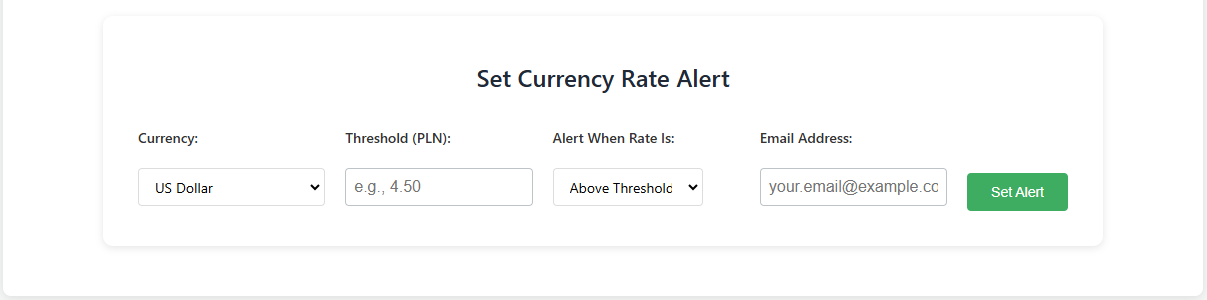 Set Currency Rate Alert
Currency: Threshold (PLN): Alert When Rate Is: Email Address:
US Dollar e.g., 4.50 Above Threshold your.email@example.co Set Alert